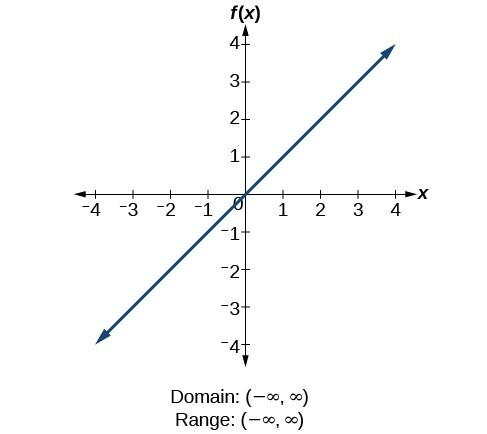 f(x)
4
3
2
1
−4 −3 −2 −1 0 1 2 3 4 x
−1
−2
−3
−4
Domain: (−∞, ∞)
Range: (−∞, ∞)